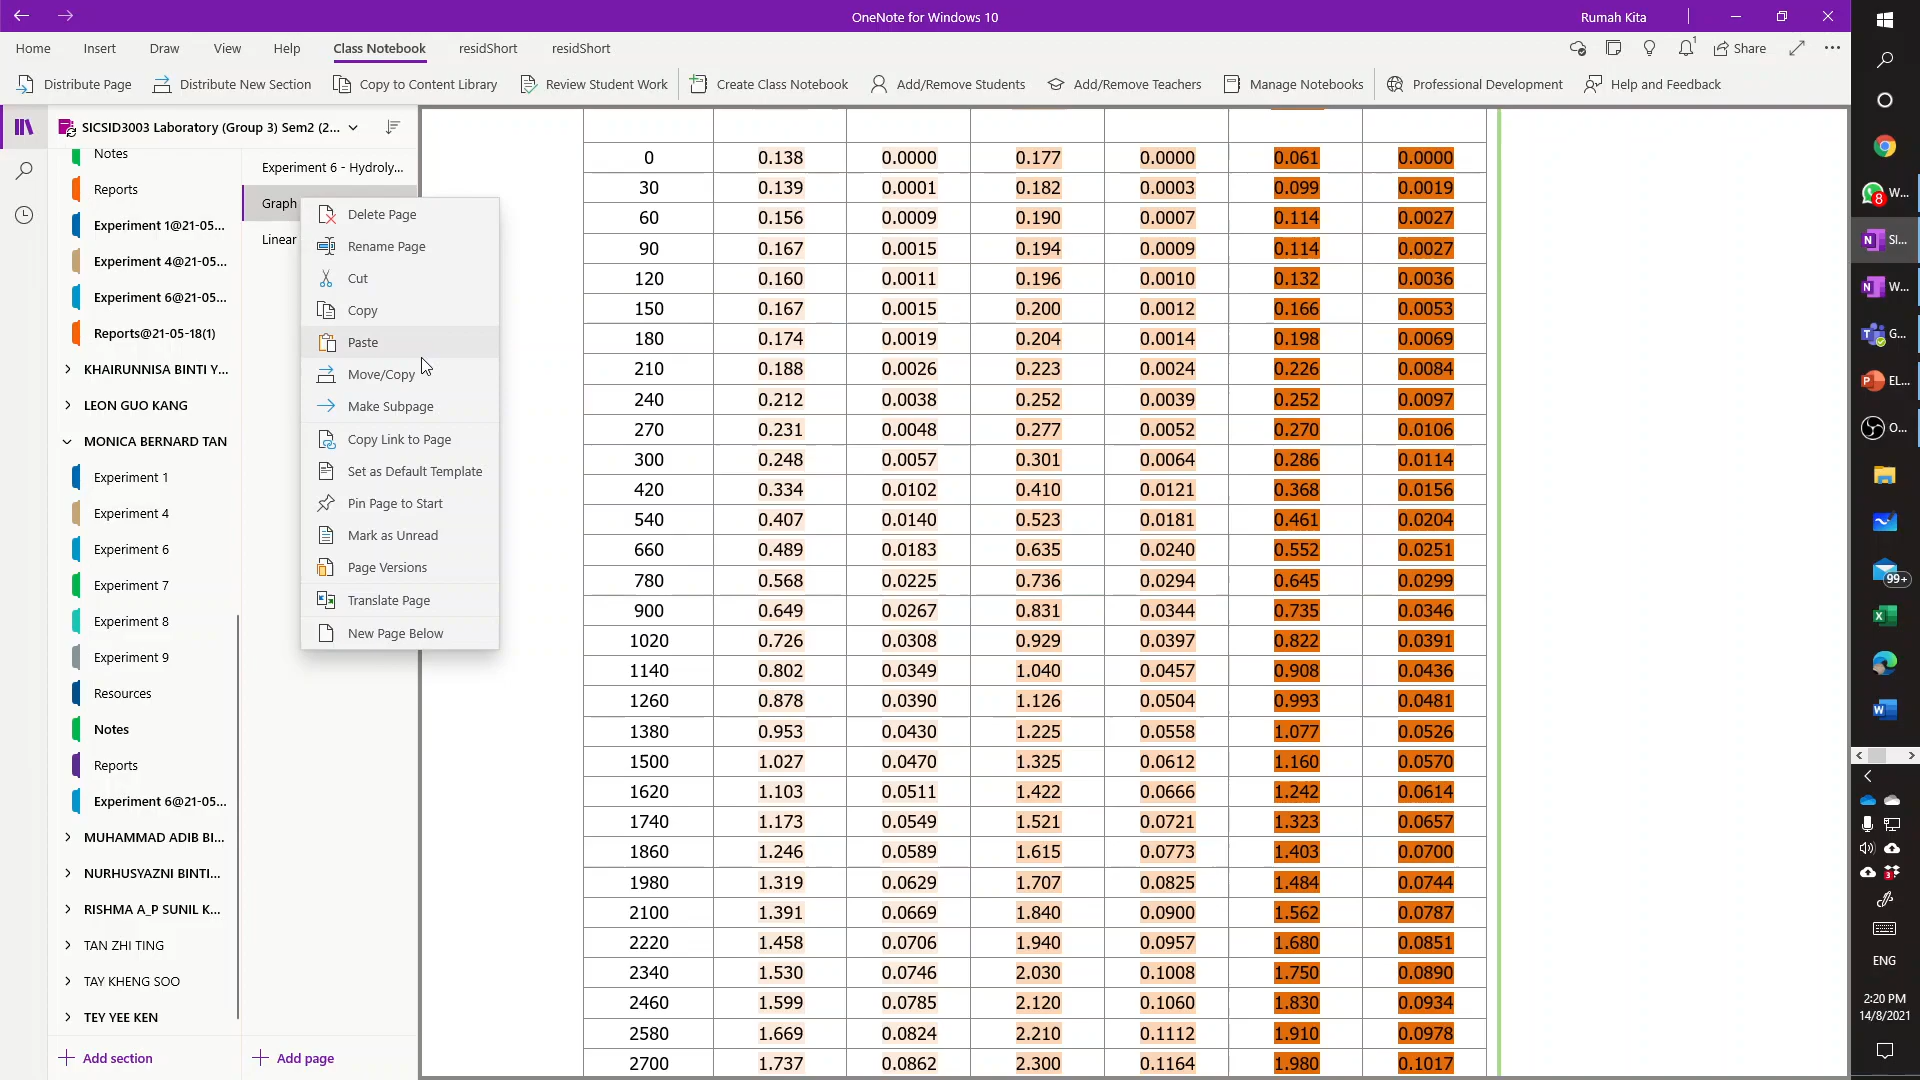 OneNote for Windows 10
Rumah Kita
Home Insert Draw View Help Class Notebook residShort residShort
1 Share
Distribute Page Distribute New Section Copy to Content Library Review Student Work Create Class Notebook Add/Remove Students Add/Remove Teachers Manage Notebooks Professional Development Help and Feedback
SICSID3003 Laboratory (Group 3) Sem2 (2...
Notes
Reports
Experiment 1@21-05...
Experiment 4@21-05...
Experiment 6@21-05...
Reports@21-05-18(1)
KHAIRUNNISA BINTI Y...
LEON GUO KANG
MONICA BERNARD TAN
Experiment 1
Experiment 4
Experiment 6
Experiment 7
Experiment 8
Experiment 9
Resources
Notes
Reports
Experiment 6@21-05...
MUHAMMAD ADIB BI...
NURHUSYAZNI BINTI...
RISHMA A_P SUNIL K...
TAN ZHI TING
TAY KHENG SOO
TEY YEE KEN
Add section
Experiment 6 - Hydroly...
Graph
Linear
Add page
Delete Page
Rename Page
Cut
Copy
Paste
Move/Copy
Make Subpage
Copy Link to Page
Set as Default Template
Pin Page to Start
Mark as Unread
Page Versions
Translate Page
New Page Below
0 0.138 0.0000 0.177 0.0000 0.061 0.0000
30 0.139 0.0001 0.182 0.0003 0.099 0.0019
60 0.156 0.0009 0.190 0.0007 0.114 0.0027
90 0.167 0.0015 0.194 0.0009 0.114 0.0027
120 0.160 0.0011 0.196 0.0010 0.132 0.0036
150 0.167 0.0015 0.200 0.0012 0.166 0.0053
180 0.174 0.0019 0.204 0.0014 0.198 0.0069
210 0.188 0.0026 0.223 0.0024 0.226 0.0084
240 0.212 0.0038 0.252 0.0039 0.252 0.0097
270 0.231 0.0048 0.277 0.0052 0.270 0.0106
300 0.248 0.0057 0.301 0.0064 0.286 0.0114
420 0.334 0.0102 0.410 0.0121 0.368 0.0156
540 0.407 0.0140 0.523 0.0181 0.461 0.0204
660 0.489 0.0183 0.635 0.0240 0.552 0.0251
780 0.568 0.0225 0.736 0.0294 0.645 0.0299
900 0.649 0.0267 0.831 0.0344 0.735 0.0346
1020 0.726 0.0308 0.929 0.0397 0.822 0.0391
1140 0.802 0.0349 1.040 0.0457 0.908 0.0436
1260 0.878 0.0390 1.126 0.0504 0.993 0.0481
1380 0.953 0.0430 1.225 0.0558 1.077 0.0526
1500 1.027 0.0470 1.325 0.0612 1.160 0.0570
1620 1.103 0.0511 1.422 0.0666 1.242 0.0614
1740 1.173 0.0549 1.521 0.0721 1.323 0.0657
1860 1.246 0.0589 1.615 0.0773 1.403 0.0700
1980 1.319 0.0629 1.707 0.0825 1.484 0.0744
2100 1.391 0.0669 1.840 0.0900 1.562 0.0787
2220 1.458 0.0706 1.940 0.0957 1.680 0.0851
2340 1.530 0.0746 2.030 0.1008 1.750 0.0890
2460 1.599 0.0785 2.120 0.1060 1.830 0.0934
2580 1.669 0.0824 2.210 0.1112 1.910 0.0978
2700 1.737 0.0862 2.300 0.1164 1.980 0.1017
8 W...
N SI...
N W...
T G...
P EL...
O...
99+
X
W
3
ENG
2:20 PM
14/8/2021